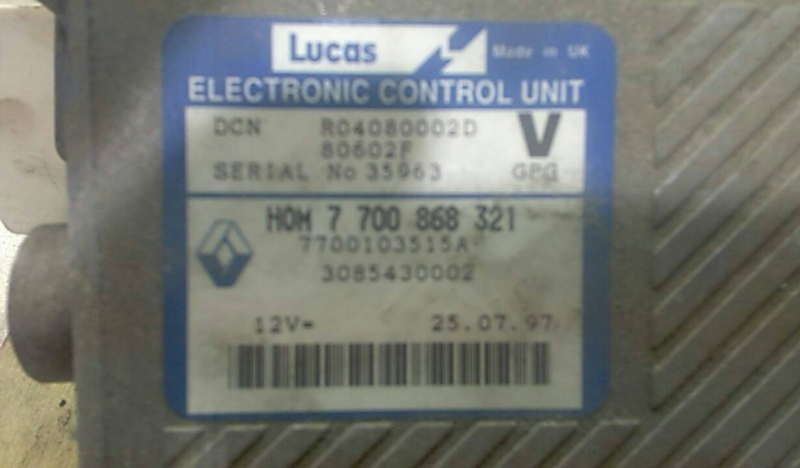 Lucas Made in UK
ELECTRONIC CONTROL UNIT
DCN R04080002D V
80602F
SERIAL No 35963 GPG
HOM 7 700 868 321
7700103515A
3085430002
12V= 25.07.97